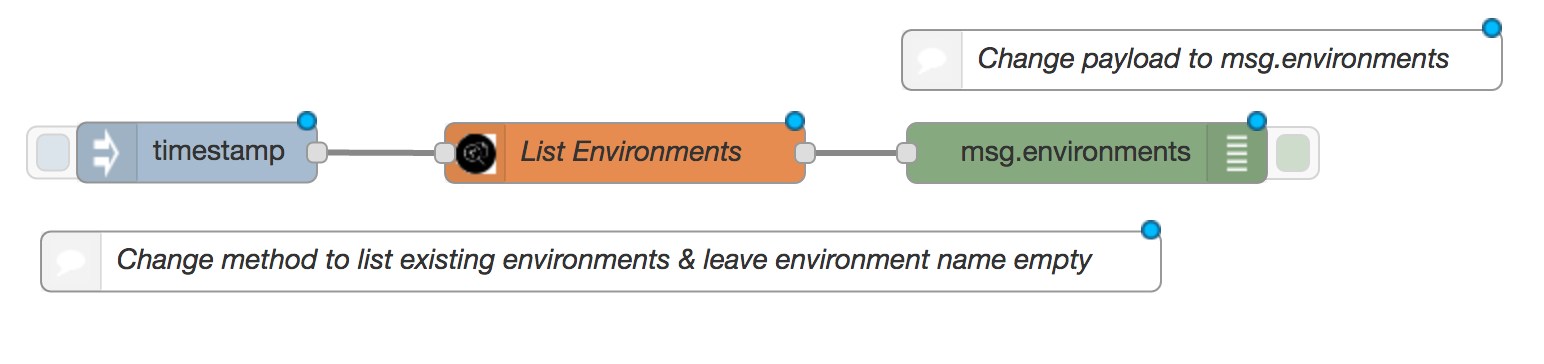 Change payload to msg.environments
timestamp
List Environments
msg.environments
Change method to list existing environments & leave environment name empty